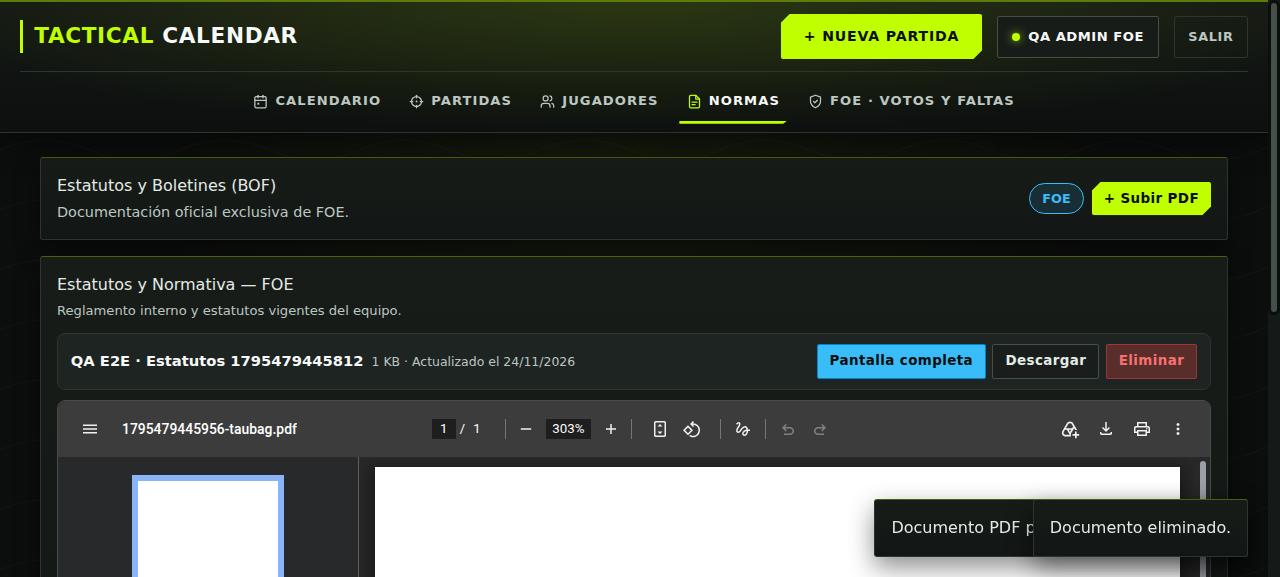 TACTICAL CALENDAR
+ NUEVA PARTIDA
QA ADMIN FOE
SALIR
CALENDARIO
PARTIDAS
JUGADORES
NORMAS
FOE · VOTOS Y FALTAS
Estatutos y Boletines (BOF)
Documentación oficial exclusiva de FOE.
FOE
+ Subir PDF
Estatutos y Normativa — FOE
Reglamento interno y estatutos vigentes del equipo.
QA E2E · Estatutos 1795479445812 1 KB · Actualizado el 24/11/2026
Pantalla completa
Descargar
Eliminar
1795479445956-taubag.pdf
1 / 1
303%
Documento PDF
Documento eliminado.